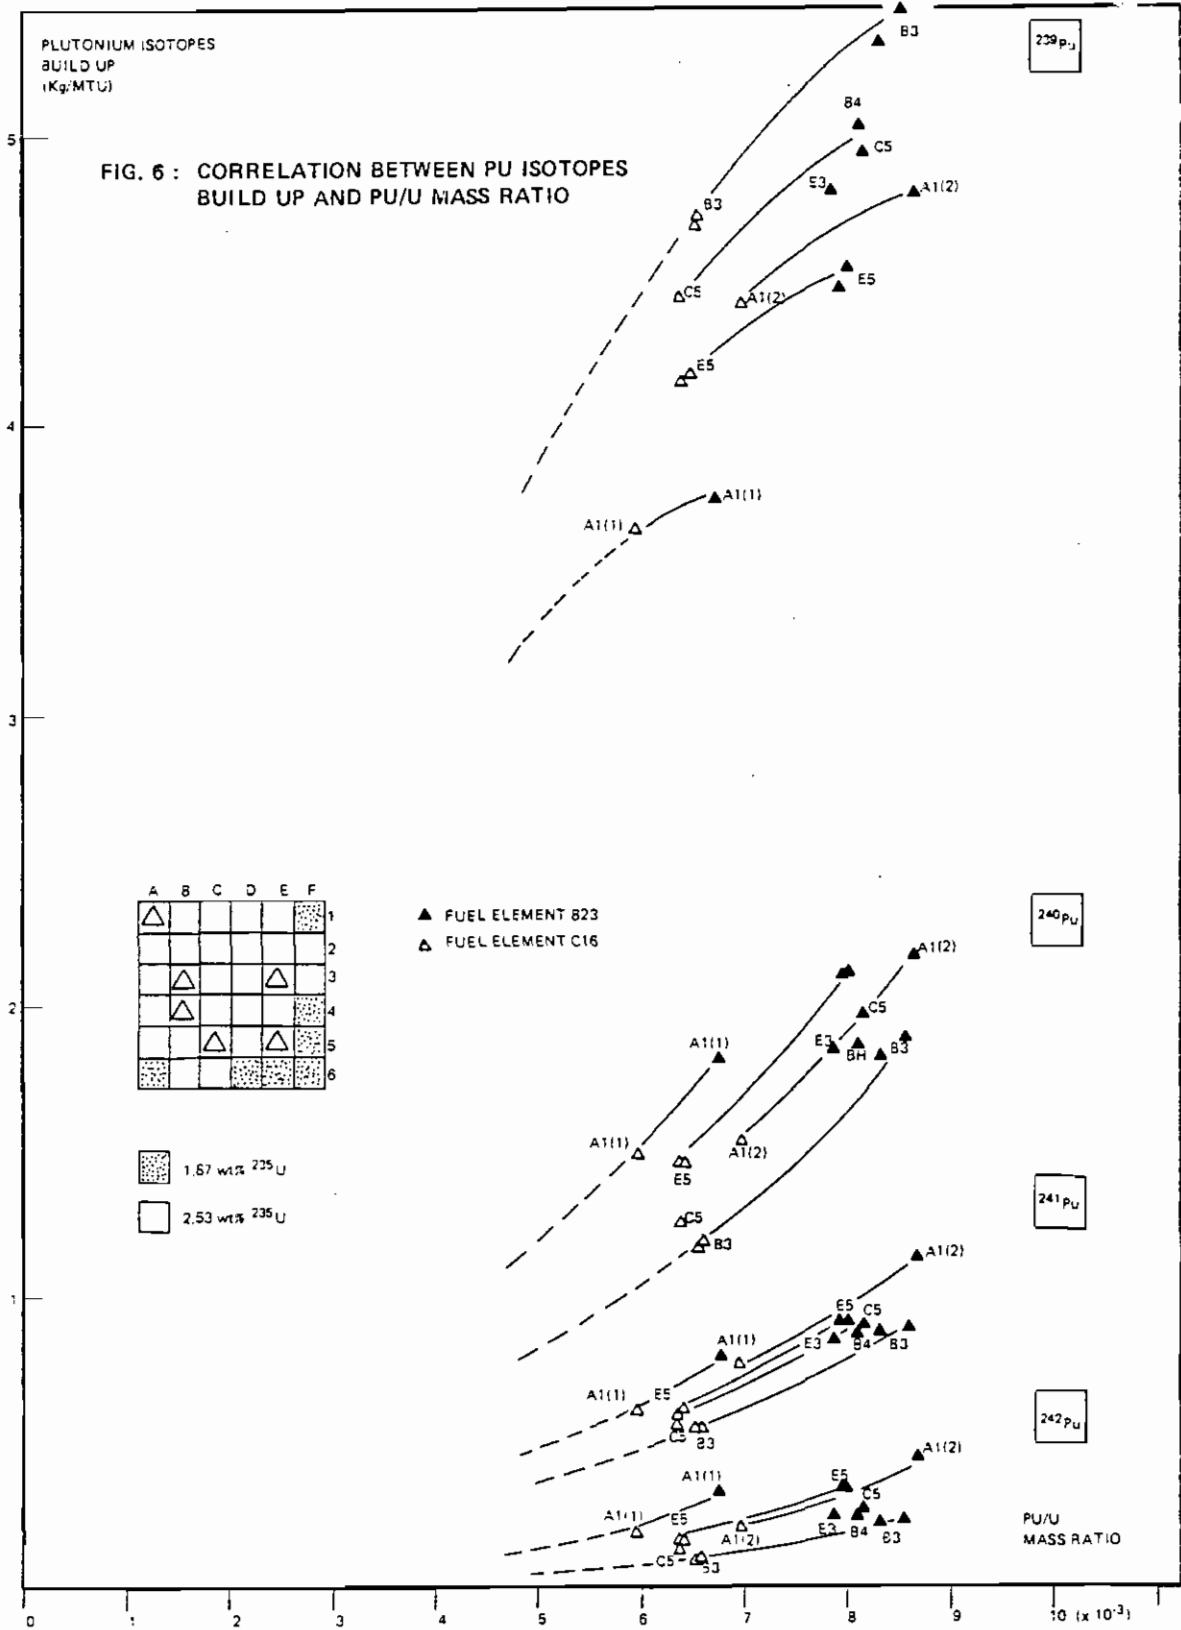 PLUTONIUM ISOTOPES
BUILD UP
(Kg/MTU)
239Pu
B3
B4
5
C5
FIG. 6 : CORRELATION BETWEEN PU ISOTOPES
BUILD UP AND PU/U MASS RATIO
E3
A1(2)
B3
E5
C5
A1(2)
E5
4
A1(1)
A1(1)
3
A B C D E F
1
2
3
4
5
6
▲ FUEL ELEMENT B23
△ FUEL ELEMENT C16
240Pu
A1(2)
2
C5
A1(1)
E3
BH
B3
A1(1)
A1(2)
E5
1,87 wt% 235U
2,53 wt% 235U
C5
B3
241Pu
A1(2)
1
E5
C5
A1(1)
E3
B4
B3
A1(1)
E5
C5
B3
242Pu
A1(2)
A1(1)
E5
C5
A1(1)
E5
A1(2)
E3
B4
B3
C5
B3
PU/U
MASS RATIO
0 1 2 3 4 5 6 7 8 9 10 (x 10-3)